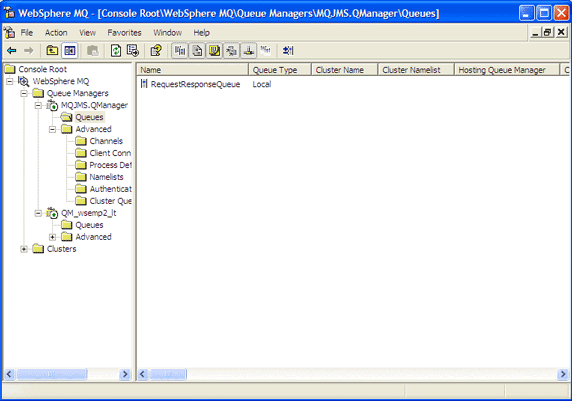 WebSphere MQ - [Console Root\WebSphere MQ\Queue Managers\MQJMS.QManager\Queues]
File Action View Favorites Window Help
Console Root
WebSphere MQ
Queue Managers
MQJMS.QManager
Queues
Advanced
Channels
Client Conn
Process Def
Namelists
Authenticat
Cluster Que
QM_wsemp2_lt
Queues
Advanced
Clusters
Name Queue Type Cluster Name Cluster Namelist Hosting Queue Manager C
RequestResponseQueue Local